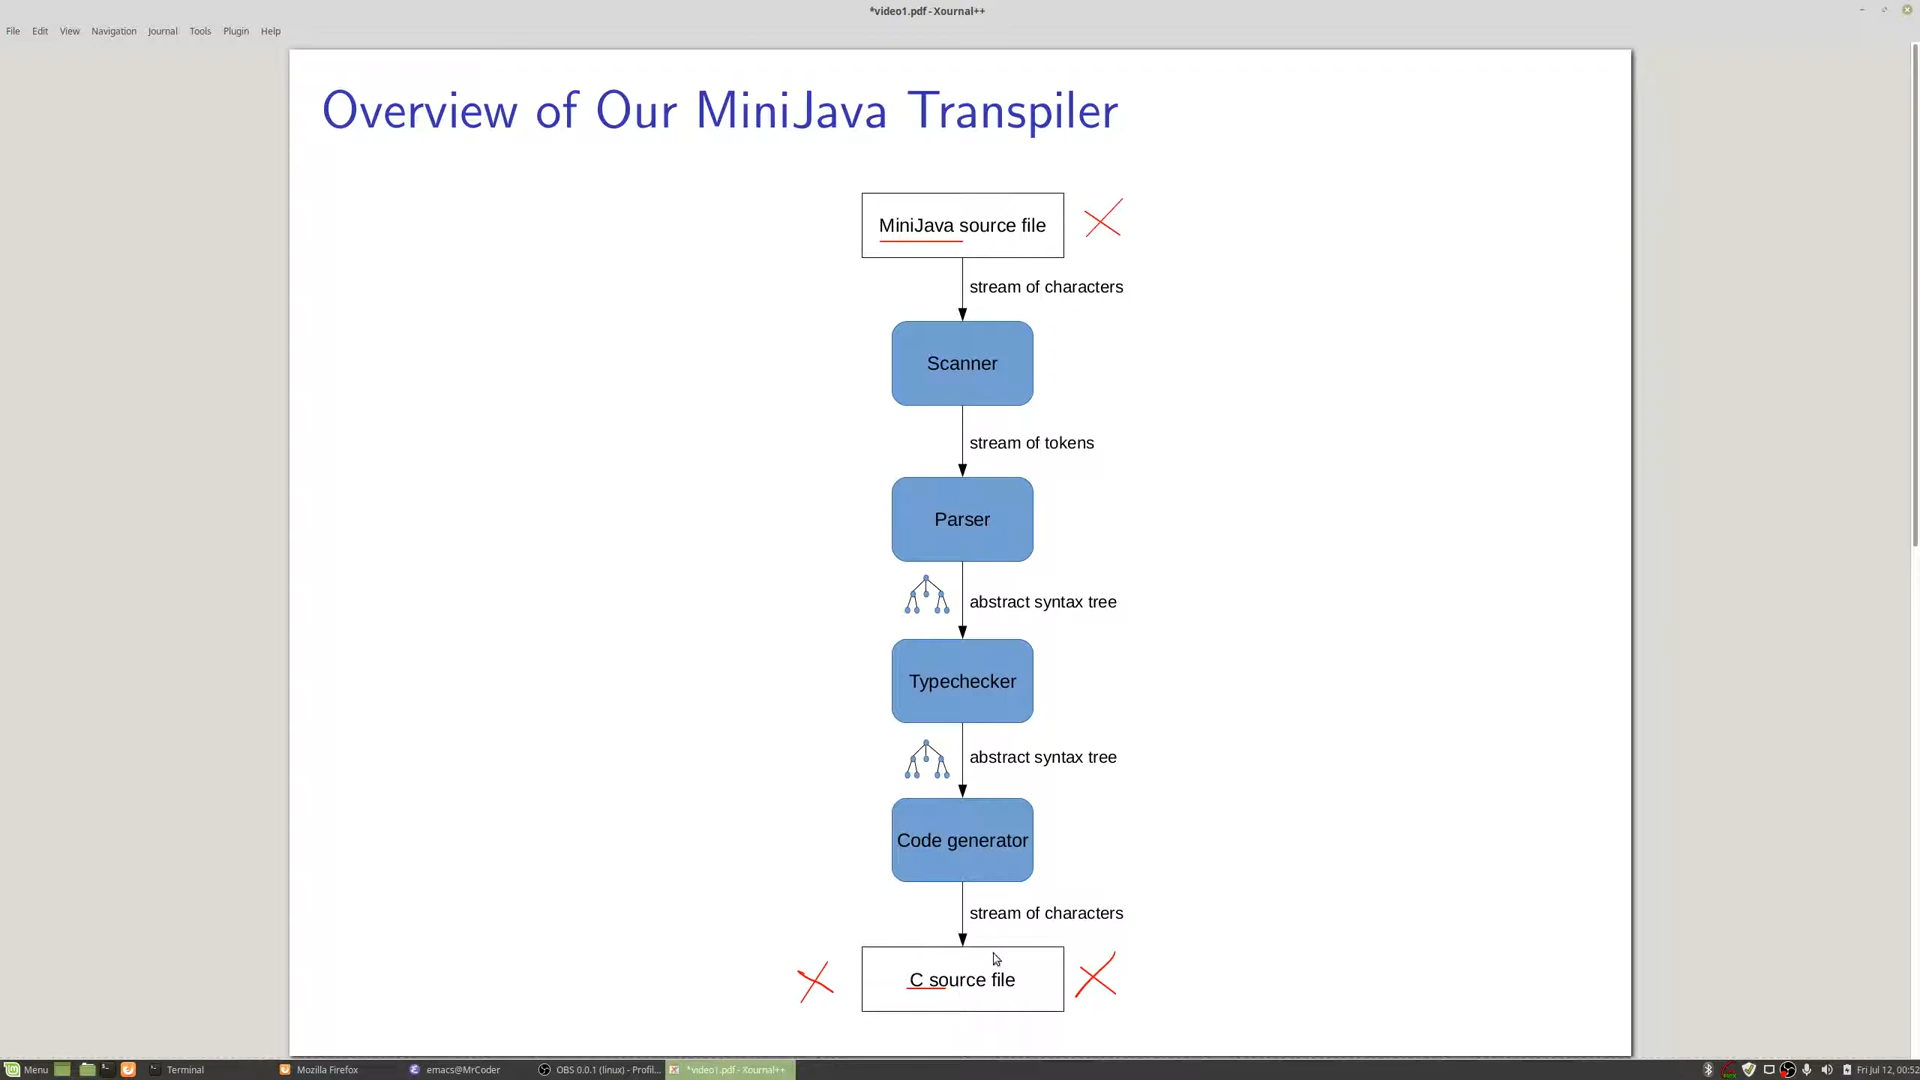 *video1.pdf - Xournal++
File Edit View Navigation Journal Tools Plugin Help
Overview of Our MiniJava Transpiler
MiniJava source file
stream of characters
Scanner
stream of tokens
Parser
abstract syntax tree
Typechecker
abstract syntax tree
Code generator
stream of characters
C source file
Menu Terminal Mozilla Firefox emacs@MrCoder OBS 0.0.1 (linux) - Profil... *video1.pdf - Xournal++ Fri Jul 12, 00:52